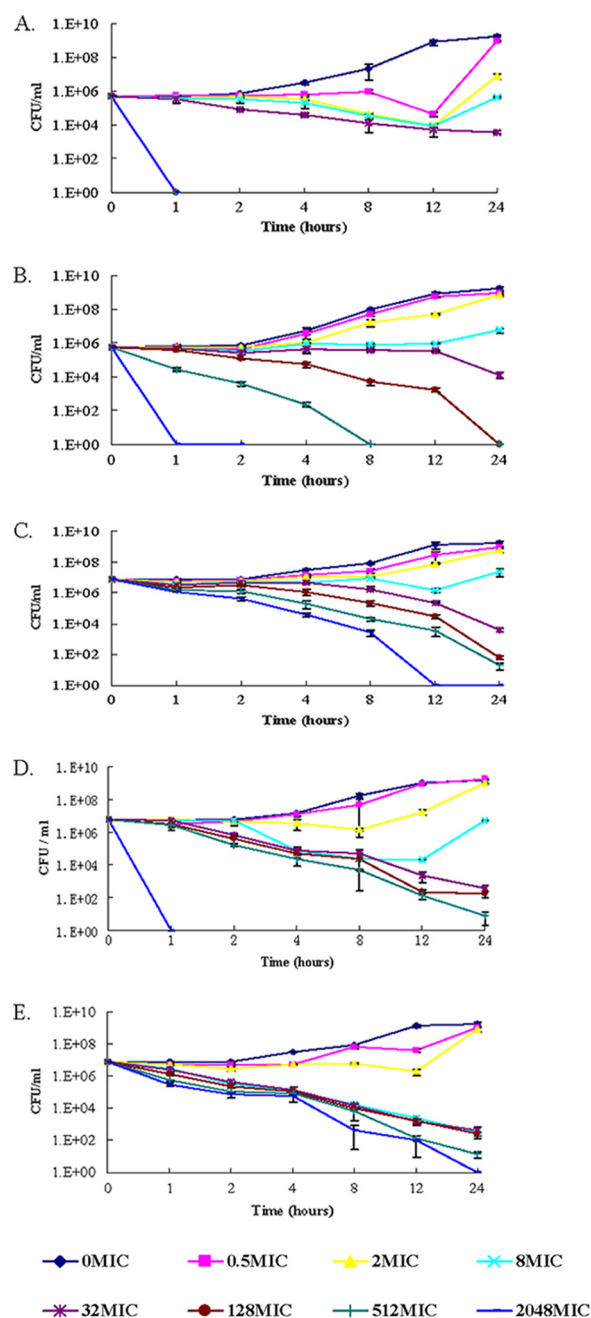 A.
1.E+10
1.E+08
1.E+06
1.E+04
1.E+02
1.E+00
CFU/ml
0 1 2 4 8 12 24
Time (hours)
B.
1.E+10
1.E+08
1.E+06
1.E+04
1.E+02
1.E+00
CFU/ml
0 1 2 4 8 12 24
Time (hours)
C.
1.E+10
1.E+08
1.E+06
1.E+04
1.E+02
1.E+00
CFU/ml
0 1 2 4 8 12 24
Time (hours)
D.
1.E+10
1.E+08
1.E+06
1.E+04
1.E+02
1.E+00
CFU / ml
0 1 2 4 8 12 24
Time (hours)
E.
1.E+10
1.E+08
1.E+06
1.E+04
1.E+02
1.E+00
CFU/ml
0 1 2 4 8 12 24
Time (hours)
0MIC 0.5MIC 2MIC 8MIC
32MIC 128MIC 512MIC 2048MIC